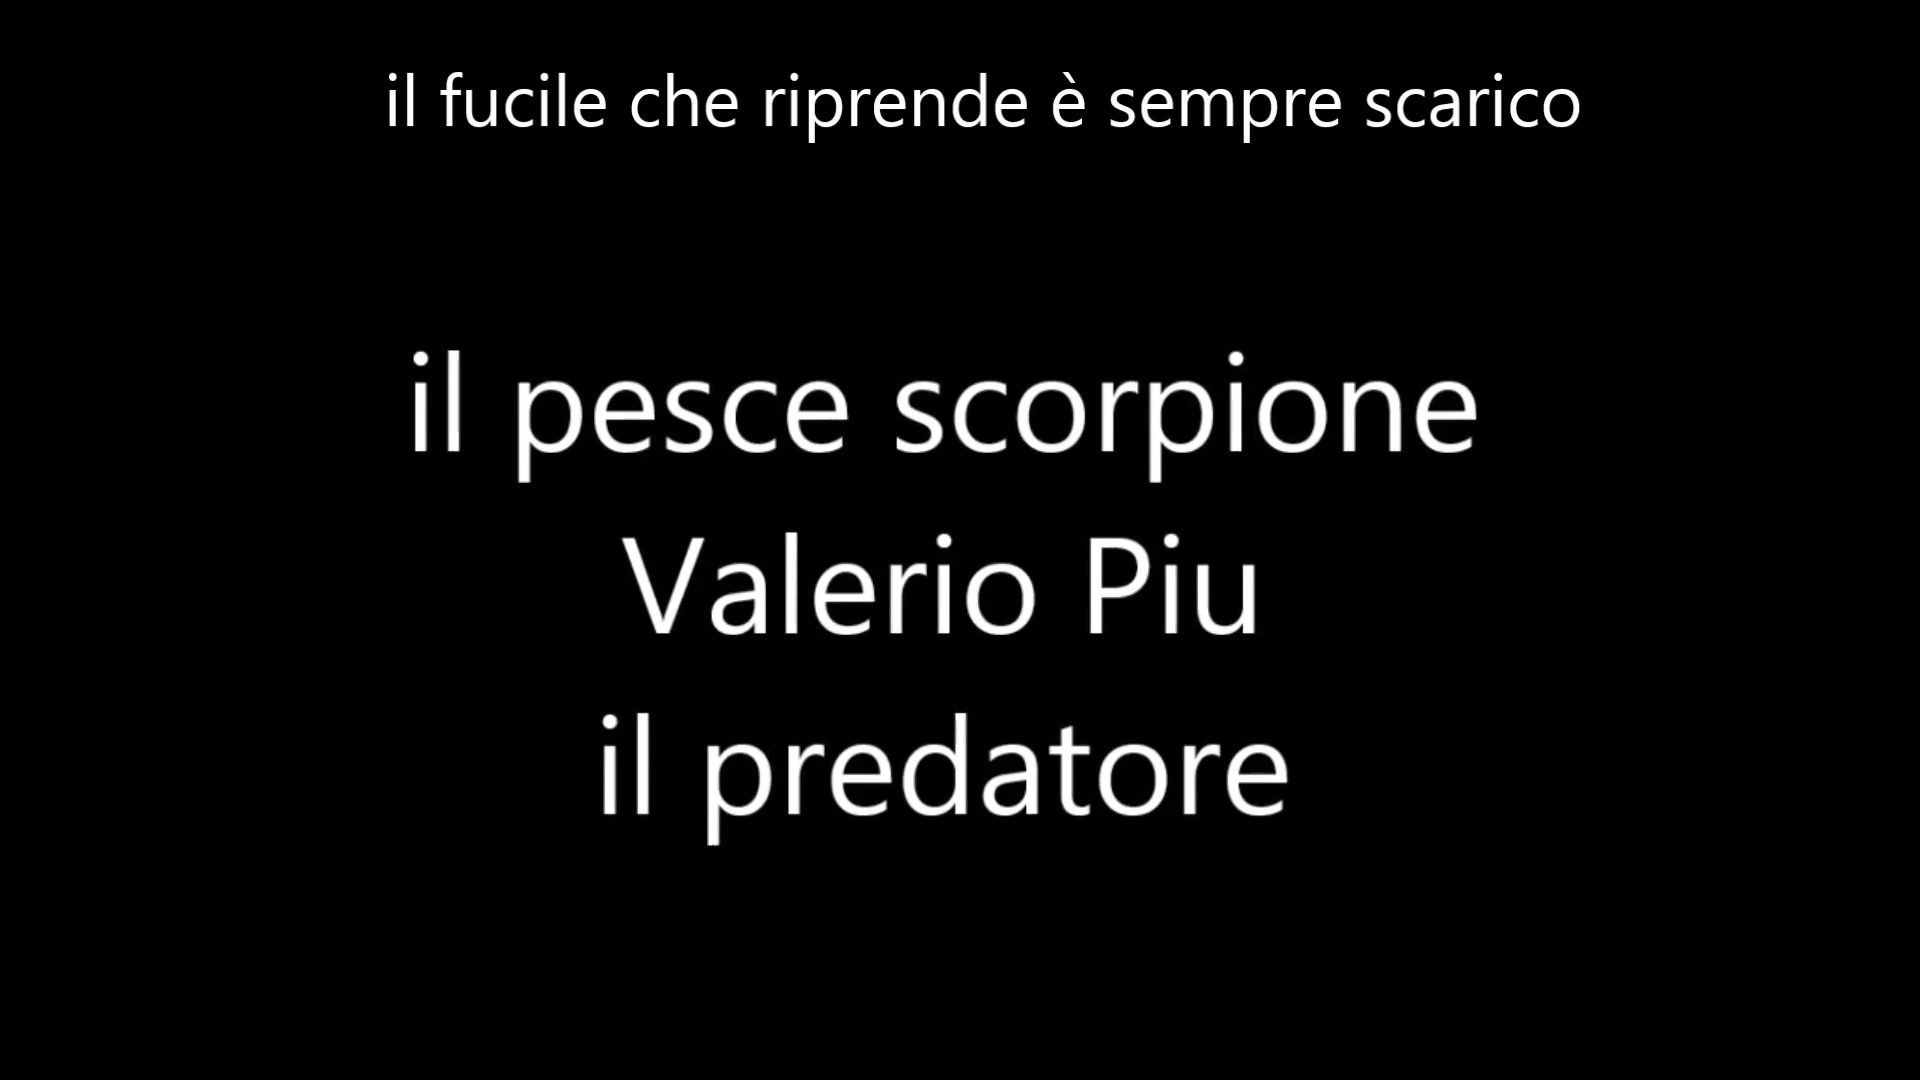 il fucile che riprende è sempre scarico
il pesce scorpione
Valerio Piu
il predatore